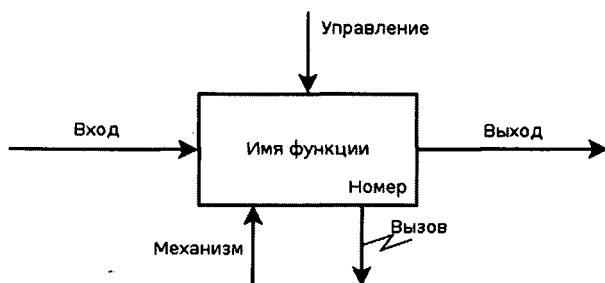 Управление
Вход
Имя функции
Выход
Номер
Механизм
Вызов